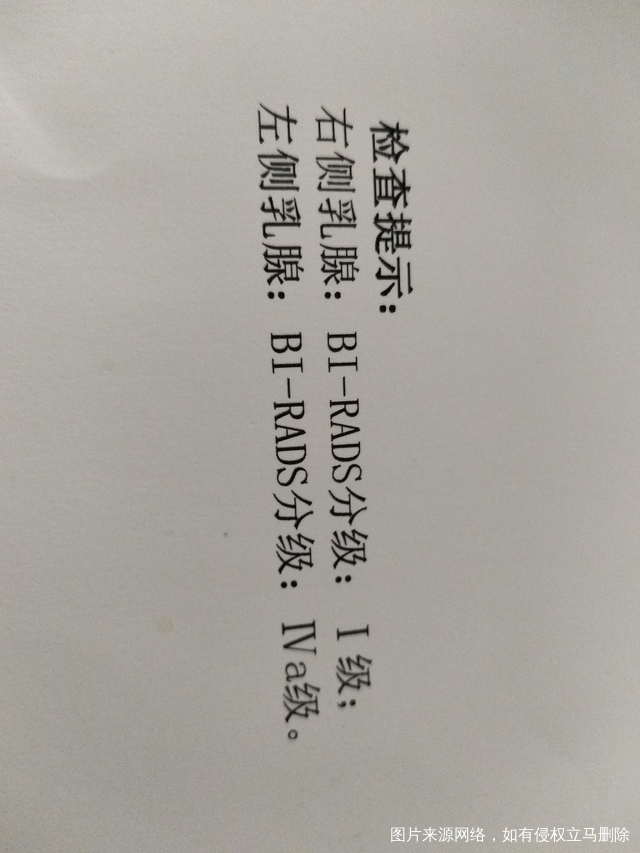 检查提示:
右侧乳腺: BI-RADS分级: Ⅰ级;
左侧乳腺: BI-RADS分级: Ⅳa级。
图片来源网络，如有侵权立马删除